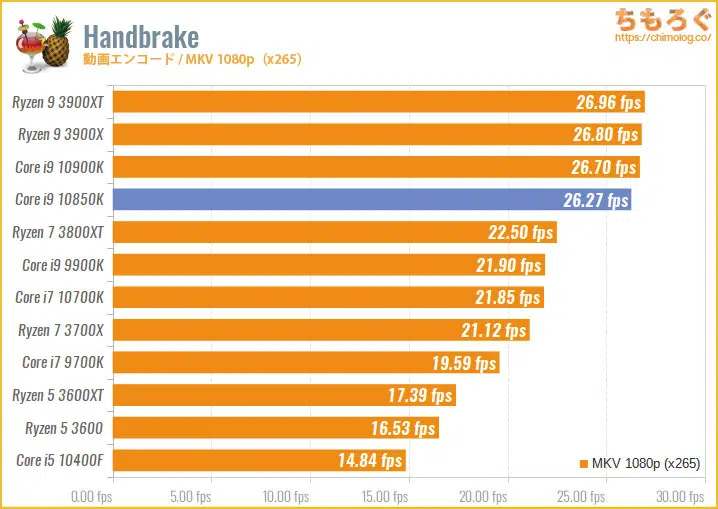 Handbrake
動画エンコード / MKV 1080p（x265）
ちもろぐ
https://chimolog.co/
Ryzen 9 3900XT 26.96 fps
Ryzen 9 3900X 26.80 fps
Core i9 10900K 26.70 fps
Core i9 10850K 26.27 fps
Ryzen 7 3800XT 22.50 fps
Core i9 9900K 21.90 fps
Core i7 10700K 21.85 fps
Ryzen 7 3700X 21.12 fps
Core i7 9700K 19.59 fps
Ryzen 5 3600XT 17.39 fps
Ryzen 5 3600 16.53 fps
Core i5 10400F 14.84 fps
MKV 1080p (x265)
0.00 fps 5.00 fps 10.00 fps 15.00 fps 20.00 fps 25.00 fps 30.00 fps